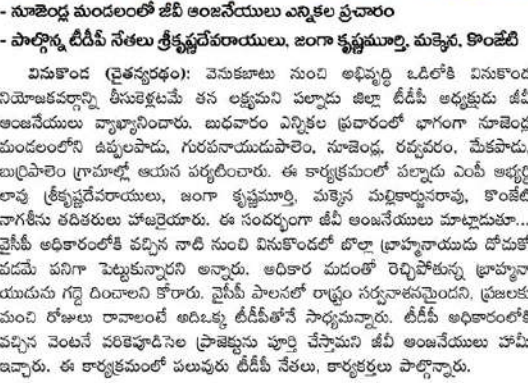 - నూజెండ్ల మండలంలో జీవీ ఆంజనేయులు ఎన్నికల ప్రచారం
- పాల్గొన్న టీడీపీ నేతలు శ్రీకృష్ణదేవరాయులు, జంగా కృష్ణమూర్తి, మక్కెన, కొంజేటి
వినుకొండ (చైతన్యరథం): వెనుకబాటు నుంచి అభివృద్ధి ఒడిలోకి వినుకొండ
నియోజకవర్గాన్ని తీసుకెళ్లటమే తన లక్ష్యమని పల్నాడు జిల్లా టీడీపీ అధ్యక్షుడు జీవీ
ఆంజనేయులు వ్యాఖ్యానించారు. బుధవారం ఎన్నికల ప్రచారంలో భాగంగా నూజెండ్ల
మండలంలోని ఉప్పలపాడు, గురపనాయుడుపాలెం, నూజెండ్ల, రవ్వవరం, మేకపాడు,
బుర్రిపాలెం గ్రామాల్లో ఆయన పర్యటించారు. ఈ కార్యక్రమంలో పల్నాడు ఎంపీ అభ్యర్థి
లావు శ్రీకృష్ణదేవరాయులు, జంగా కృష్ణమూర్తి, మక్కెన మల్లికార్జునరావు, కొంజేటి
నాగశీను తదితరులు హాజరైయారు. ఈ సందర్భంగా జీవీ ఆంజనేయులు మాట్లాడుతూ...
వైసీపీ అధికారంలోకి వచ్చిన నాటి నుంచి వినుకొండలో బొల్లా బ్రాహ్మనాయుడు దోచుకో
వడమే పనిగా పెట్టుకున్నారని అన్నారు. అధికార మదంతో రెచ్చిపోతున్న బ్రాహ్మనా
యుడును గద్దె దించాలని కోరారు. వైసీపీ పాలనలో రాష్ట్రం సర్వనాశనమైందని, ప్రజలకు
మంచి రోజులు రావాలంటే అదిఒక్క టీడీపీతోనే సాధ్యమన్నారు. టీడీపీ అధికారంలోకి
వచ్చిన వెంటనే వరికెపూడిసెల ప్రాజెక్టును పూర్తి చేస్తామని జీవీ ఆంజనేయులు హామీ
ఇచ్చారు. ఈ కార్యక్రమంలో పలువురు టీడీపీ నేతలు, కార్యకర్తలు పాల్గొన్నారు.